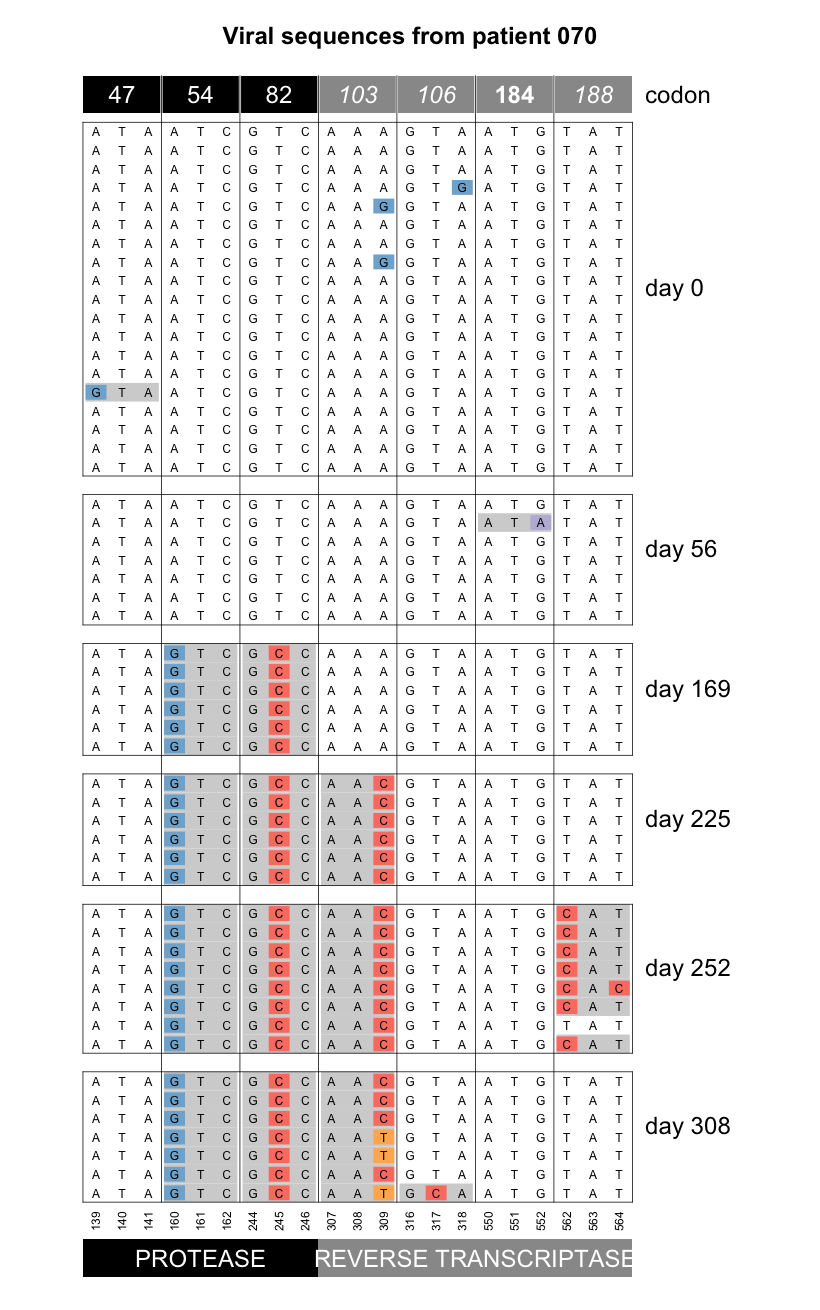 Viral sequences from patient 070
47 54 82 103 106 184 188 codon
A T A A T C G T C A A A G T A A T G T A T
A T A A T C G T C A A A G T A A T G T A T
A T A A T C G T C A A A G T A A T G T A T
A T A A T C G T C A A A G T G A T G T A T
A T A A T C G T C A A G G T A A T G T A T
A T A A T C G T C A A A G T A A T G T A T
A T A A T C G T C A A A G T A A T G T A T
A T A A T C G T C A A G G T A A T G T A T
A T A A T C G T C A A A G T A A T G T A T
day 0
A T A A T C G T C A A A G T A A T G T A T
A T A A T C G T C A A A G T A A T G T A T
A T A A T C G T C A A A G T A A T G T A T
A T A A T C G T C A A A G T A A T G T A T
A T A A T C G T C A A A G T A A T G T A T
G T A A T C G T C A A A G T A A T G T A T
A T A A T C G T C A A A G T A A T G T A T
A T A A T C G T C A A A G T A A T G T A T
A T A A T C G T C A A A G T A A T G T A T
A T A A T C G T C A A A G T A A T G T A T
A T A A T C G T C A A A G T A A T G T A T
A T A A T C G T C A A A G T A A T A T A T
A T A A T C G T C A A A G T A A T G T A T
day 56
A T A A T C G T C A A A G T A A T G T A T
A T A A T C G T C A A A G T A A T G T A T
A T A A T C G T C A A A G T A A T G T A T
A T A A T C G T C A A A G T A A T G T A T
A T A G T C G C C A A A G T A A T G T A T
A T A G T C G C C A A A G T A A T G T A T
A T A G T C G C C A A A G T A A T G T A T
day 169
A T A G T C G C C A A A G T A A T G T A T
A T A G T C G C C A A A G T A A T G T A T
A T A G T C G C C A A A G T A A T G T A T
A T A G T C G C C A A C G T A A T G T A T
A T A G T C G C C A A C G T A A T G T A T
A T A G T C G C C A A C G T A A T G T A T
day 225
A T A G T C G C C A A C G T A A T G T A T
A T A G T C G C C A A C G T A A T G T A T
A T A G T C G C C A A C G T A A T G T A T
A T A G T C G C C A A C G T A A T G C A T
A T A G T C G C C A A C G T A A T G C A T
A T A G T C G C C A A C G T A A T G C A T
A T A G T C G C C A A C G T A A T G C A T
day 252
A T A G T C G C C A A C G T A A T G C A C
A T A G T C G C C A A C G T A A T G C A T
A T A G T C G C C A A C G T A A T G T A T
A T A G T C G C C A A C G T A A T G C A T
A T A G T C G C C A A C G T A A T G T A T
A T A G T C G C C A A C G T A A T G T A T
A T A G T C G C C A A C G T A A T G T A T
day 308
A T A G T C G C C A A T G T A A T G T A T
A T A G T C G C C A A T G T A A T G T A T
A T A G T C G C C A A C G T A A T G T A T
A T A G T C G C C A A T G C A A T G T A T
139 140 141 160 161 162 244 245 246 307 308 309 316 317 318 550 551 552 562 563 564
PROTEASE REVERSE TRANSCRIPTASE